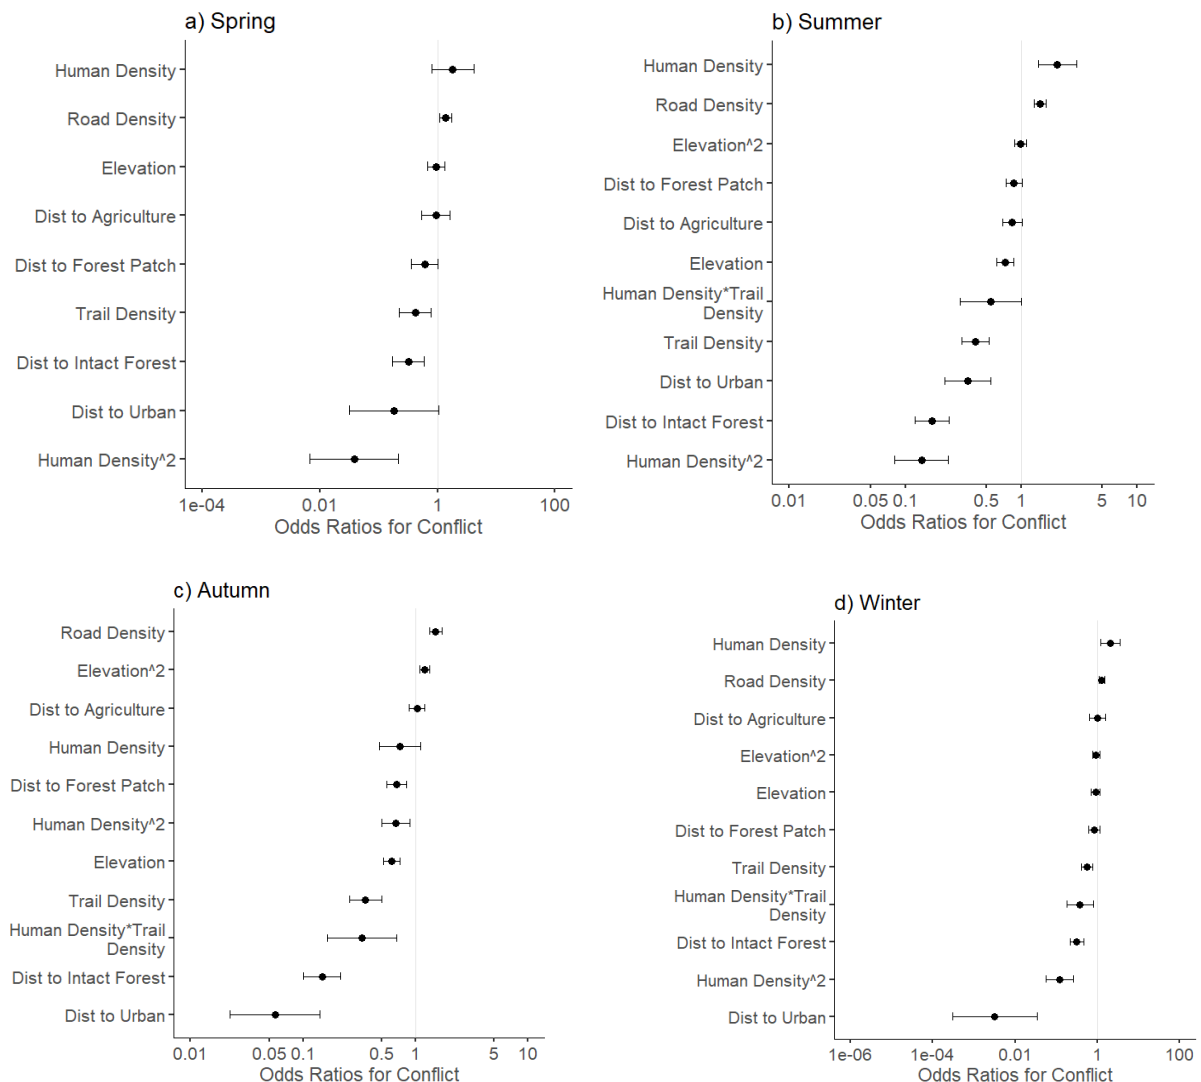 a) Spring
Human Density
Road Density
Elevation
Dist to Agriculture
Dist to Forest Patch
Trail Density
Dist to Intact Forest
Dist to Urban
Human Density^2
1e-04 0.01 1 100
Odds Ratios for Conflict
b) Summer
Human Density
Road Density
Elevation^2
Dist to Forest Patch
Dist to Agriculture
Elevation
Human Density*Trail
Density
Trail Density
Dist to Urban
Dist to Intact Forest
Human Density^2
0.01 0.05 0.1 0.5 1 5 10
Odds Ratios for Conflict
c) Autumn
Road Density
Elevation^2
Dist to Agriculture
Human Density
Dist to Forest Patch
Human Density^2
Elevation
Trail Density
Human Density*Trail
Density
Dist to Intact Forest
Dist to Urban
0.01 0.05 0.1 0.5 1 5 10
Odds Ratios for Conflict
d) Winter
Human Density
Road Density
Dist to Agriculture
Elevation^2
Elevation
Dist to Forest Patch
Trail Density
Human Density*Trail
Density
Dist to Intact Forest
Human Density^2
Dist to Urban
1e-06 1e-04 0.01 1 100
Odds Ratios for Conflict